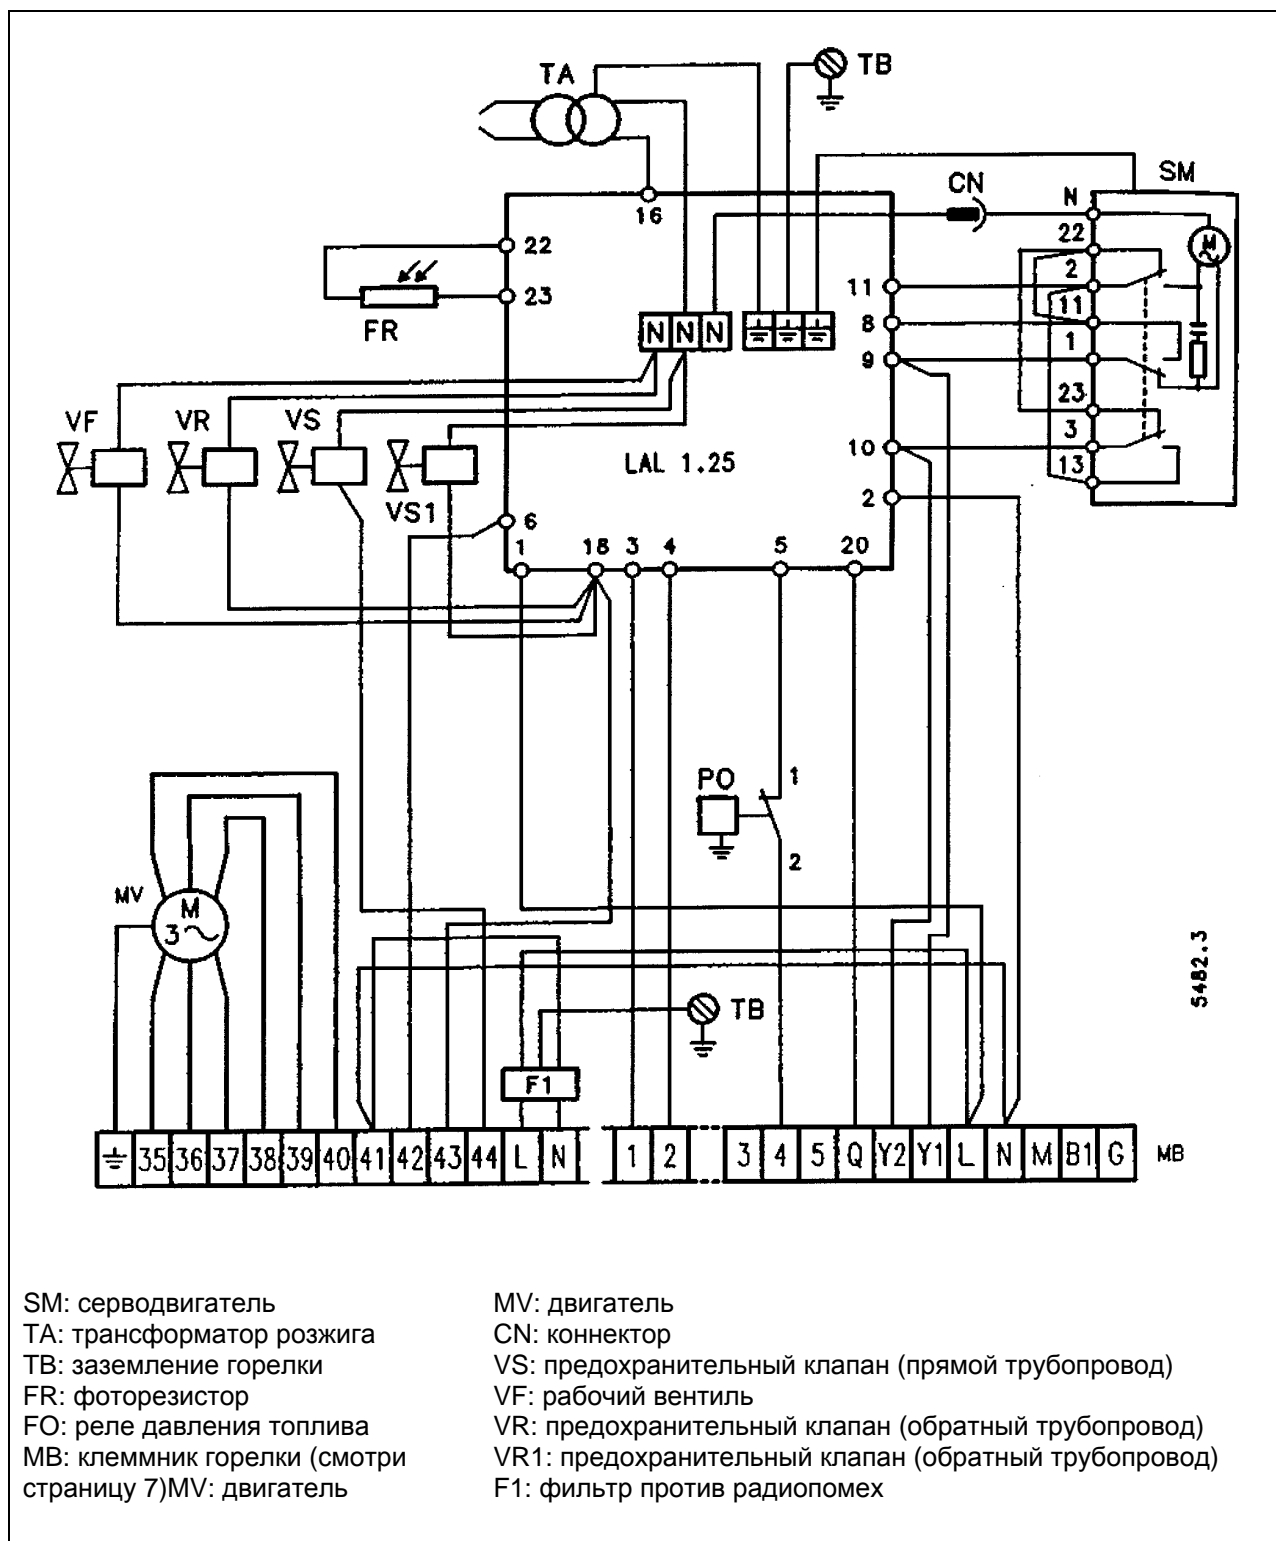 TA
TB
SM
CN
N
16
22
22
2
23
11
11
FR
N N N
8
1
9
23
VF
VR
VS
3
10
LAL 1.25
13
VS1
2
6
1
18
3
4
5
20
PO
1
2
MV
M
3~
M
~
5482.3
TB
F1
35 36 37 38 39 40 41 42 43 44 L N 1 2 3 4 5 Q Y2 Y1 L N M B1 G MB
SM: серводвигатель
TA: трансформатор розжига
TB: заземление горелки
FR: фоторезистор
FO: реле давления топлива
MB: клеммник горелки (смотри
страницу 7)MV: двигатель
MV: двигатель
CN: коннектор
VS: предохранительный клапан (прямой трубопровод)
VF: рабочий вентиль
VR: предохранительный клапан (обратный трубопровод)
VR1: предохранительный клапан (обратный трубопровод)
F1: фильтр против радиопомех